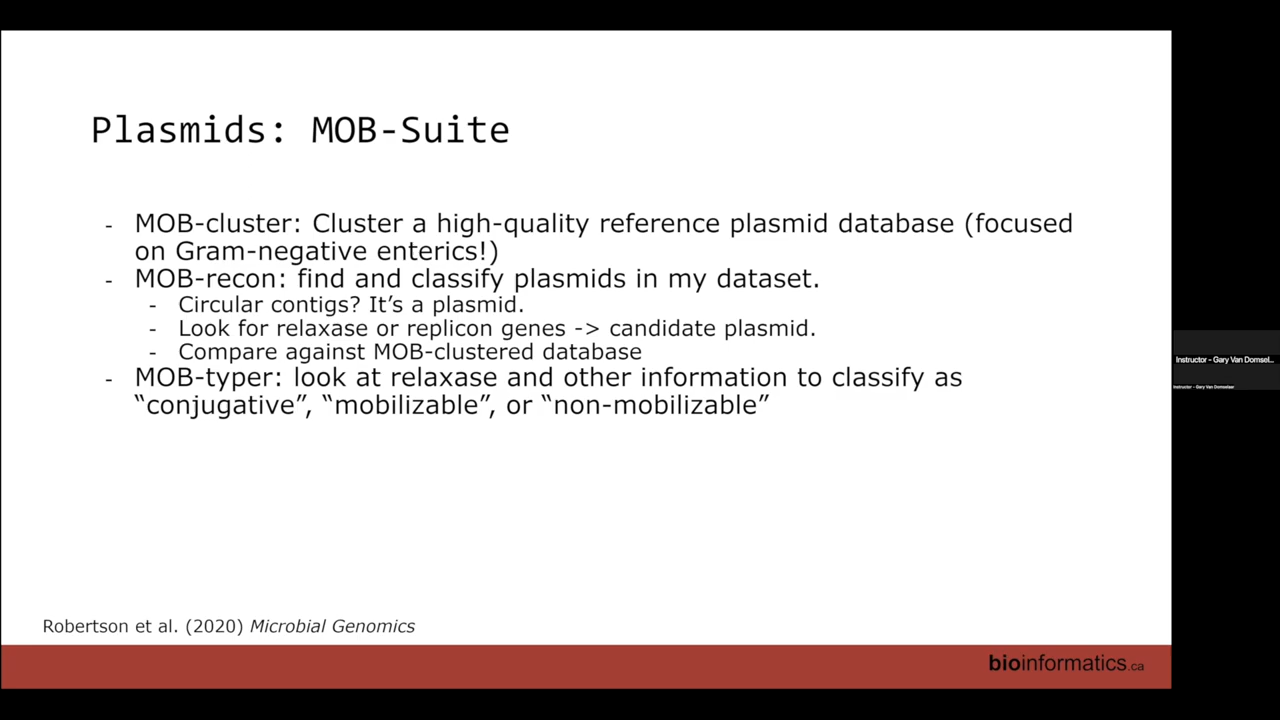 Plasmids: MOB-Suite
- MOB-cluster: Cluster a high-quality reference plasmid database (focused
on Gram-negative enterics!)
- MOB-recon: find and classify plasmids in my dataset.
- Circular contigs? It’s a plasmid.
- Look for relaxase or replicon genes -> candidate plasmid.
- Compare against MOB-clustered database
- MOB-typer: look at relaxase and other information to classify as
“conjugative”, “mobilizable”, or “non-mobilizable”
Instructor - Gary Van Domsel...
Instructor - Gary Van Domselaar
Robertson et al. (2020) Microbial Genomics
bioinformatics.ca